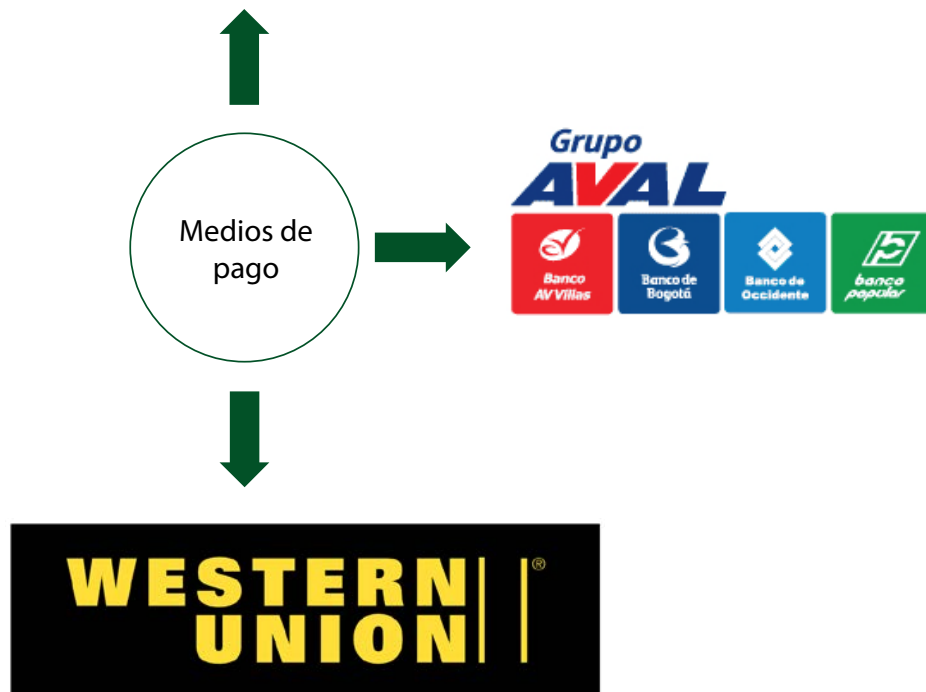 Medios de
pago
Grupo
AVAL
Banco
AV Villas
Banco de
Bogotá
Banco de
Occidente
banco
popular
WESTERN
UNION ®